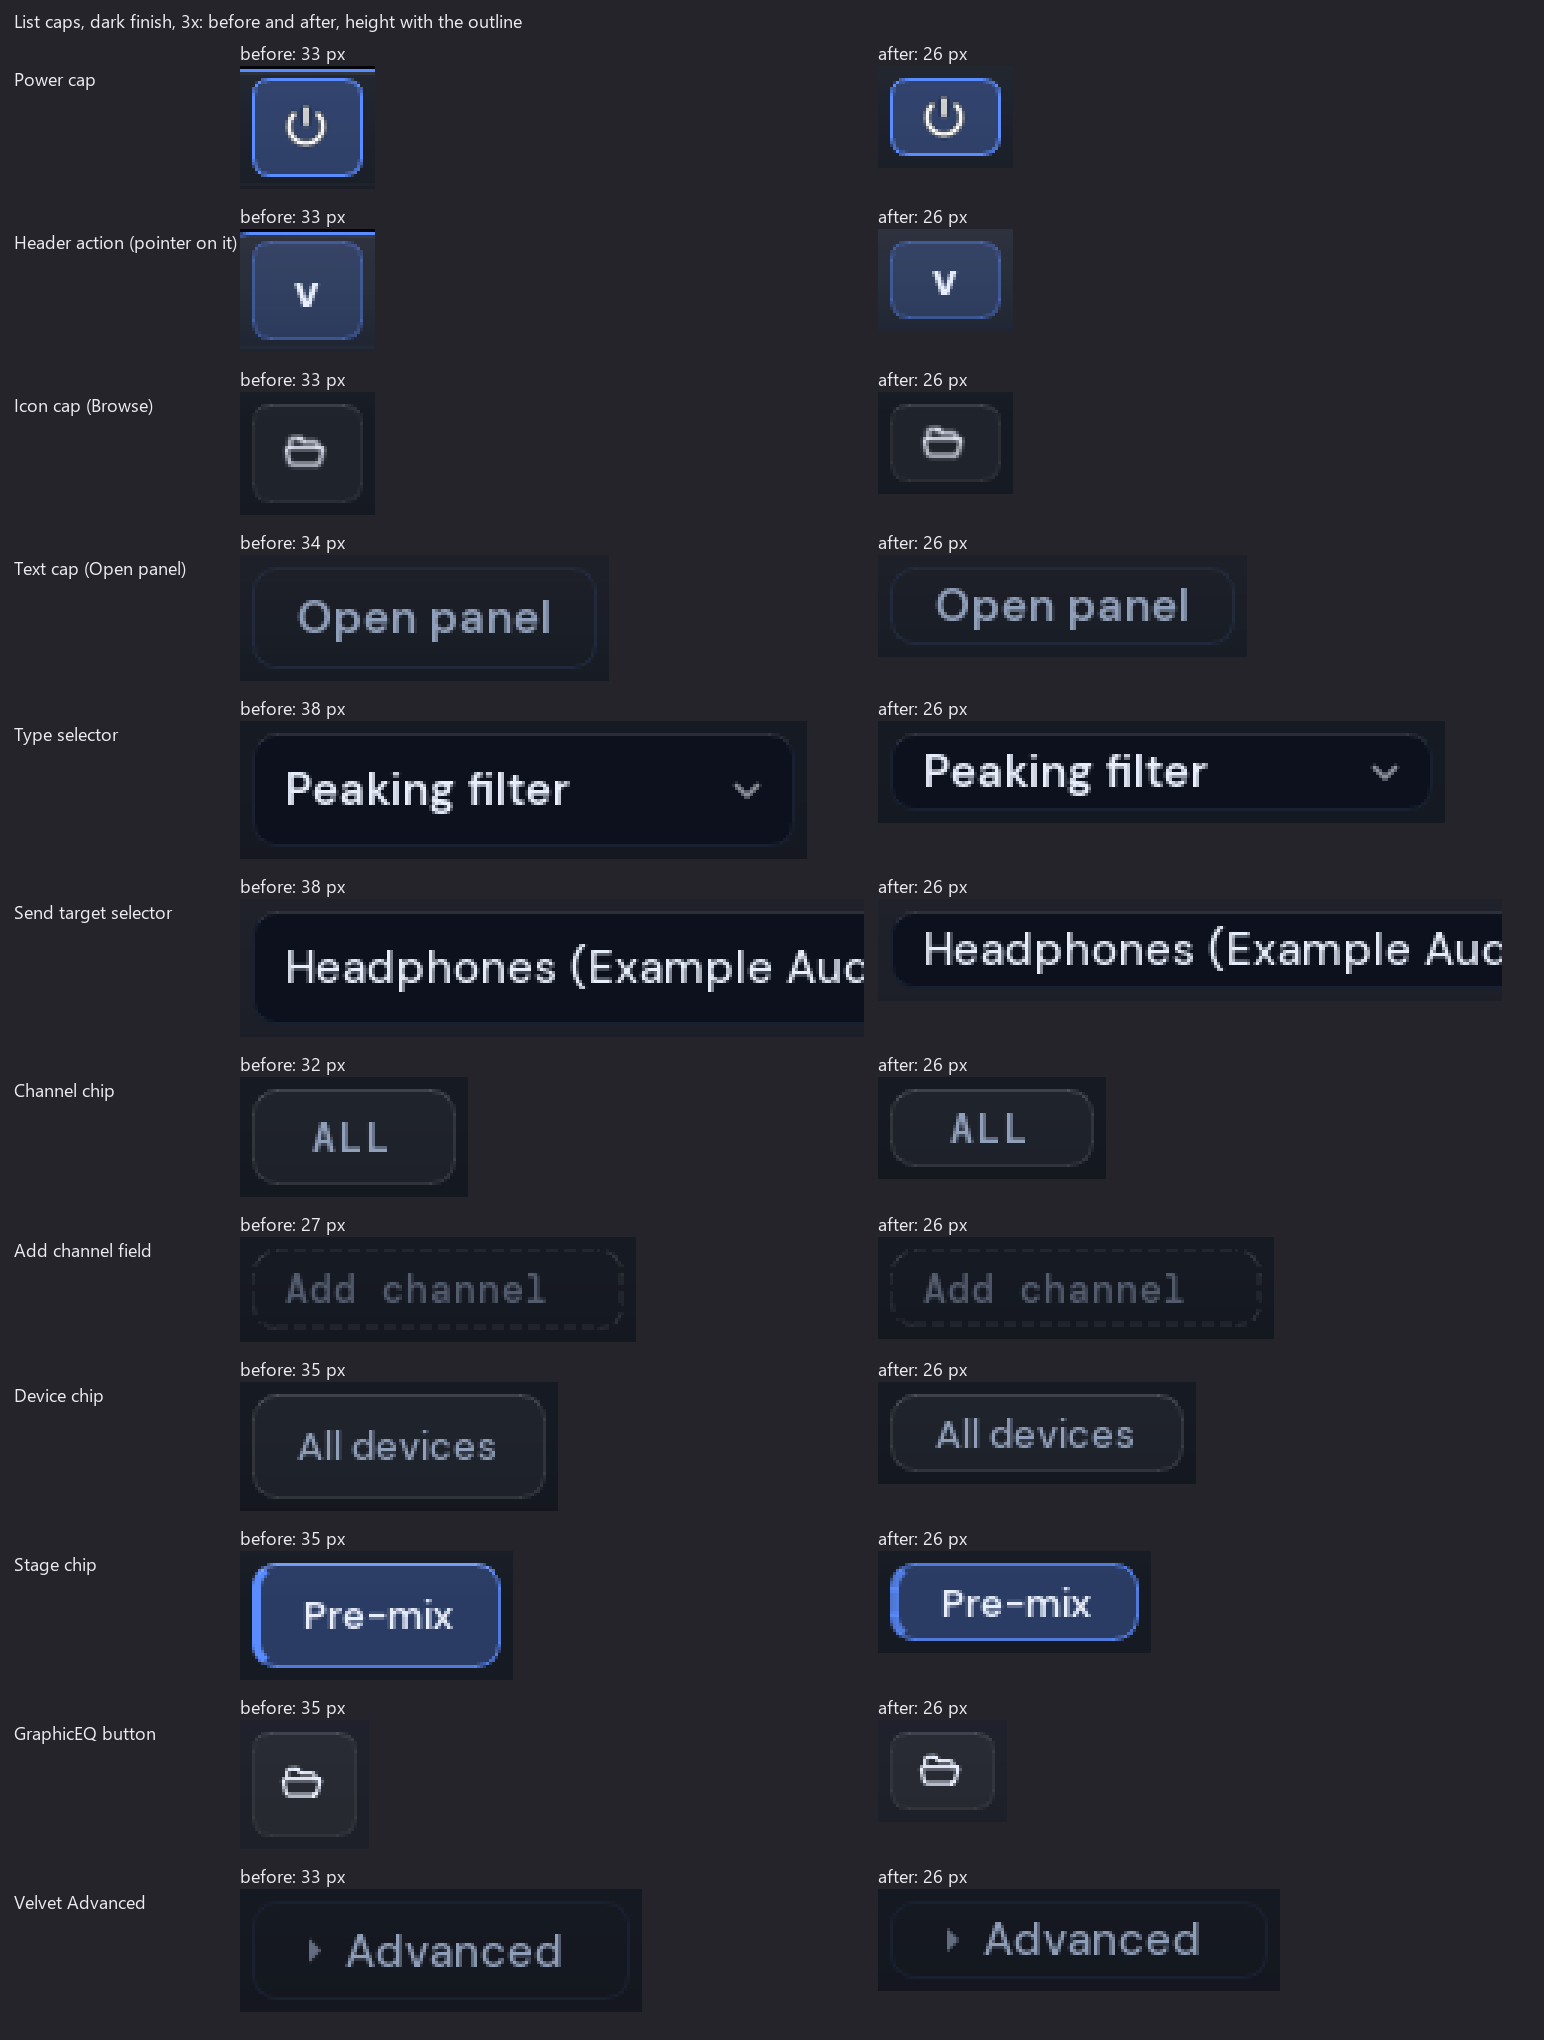 List caps, dark finish, 3x: before and after, height with the outline
before: 33 px after: 26 px
Power cap
before: 33 px after: 26 px
Header action (pointer on it)
v v
before: 33 px after: 26 px
Icon cap (Browse)
before: 34 px after: 26 px
Text cap (Open panel)
Open panel Open panel
before: 38 px after: 26 px
Type selector
Peaking filter Peaking filter
before: 38 px after: 26 px
Send target selector
Headphones (Example Auc Headphones (Example Auc
before: 32 px after: 26 px
Channel chip
ALL ALL
before: 27 px after: 26 px
Add channel field
Add channel Add channel
before: 35 px after: 26 px
Device chip
All devices All devices
before: 35 px after: 26 px
Stage chip
Pre-mix Pre-mix
before: 35 px after: 26 px
GraphicEQ button
before: 33 px after: 26 px
Velvet Advanced
Advanced Advanced